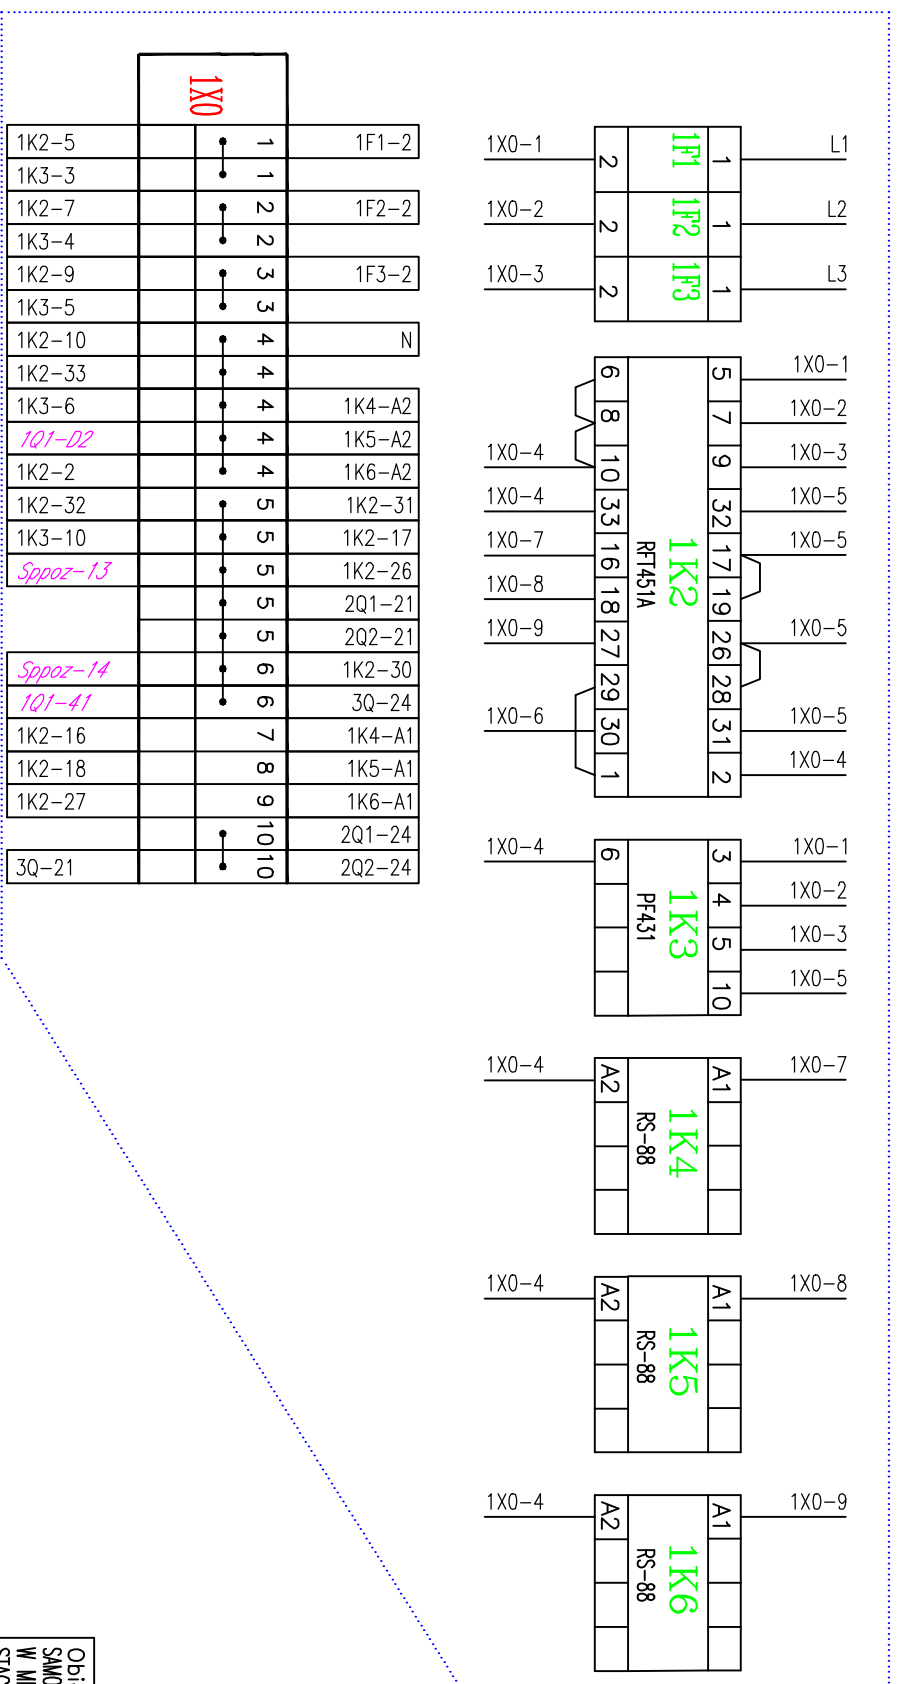 1X0
1K2-5 1 1F1-2
1K3-3 1
1K2-7 2 1F2-2
1K3-4 2
1K2-9 3 1F3-2
1K3-5 3
1K2-10 4 N
1K2-33 4
1K3-6 4 1K4-A2
1Q1-D2 4 1K5-A2
1K2-2 4 1K6-A2
1K2-32 5 1K2-31
1K3-10 5 1K2-17
Sppoz-13 5 1K2-26
5 2Q1-21
5 2Q2-21
Sppoz-14 6 1K2-30
1Q1-41 6 3Q-24
1K2-16 7 1K4-A1
1K2-18 8 1K5-A1
1K2-27 9 1K6-A1
10 2Q1-24
3Q-21 10 2Q2-24
1X0-1 2 1F1 1 L1
1X0-2 2 1F2 1 L2
1X0-3 2 1F3 1 L3
6 5 1X0-1
8 7 1X0-2
1X0-4 10 9 1X0-3
1X0-4 33 32 1X0-5
1X0-7 16 17 1X0-5
RFT451A 1K2
1X0-8 18 19
1X0-9 27 26 1X0-5
29 28
1X0-6 30 31 1X0-5
1 2 1X0-4
1X0-4 6 3 1X0-1
4 1X0-2
PF431 1K3
5 1X0-3
10 1X0-5
1X0-4 A2 A1 1X0-7
RS-88 1K4
1X0-4 A2 A1 1X0-8
RS-88 1K5
1X0-4 A2 A1 1X0-9
RS-88 1K6